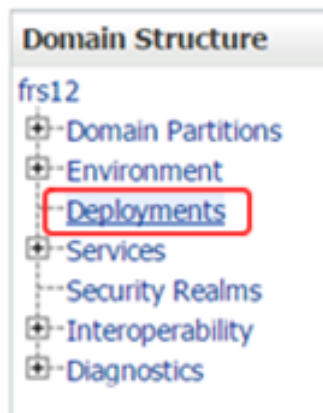 Domain Structure
frs12
Domain Partitions
Environment
Deployments
Services
Security Realms
Interoperability
Diagnostics